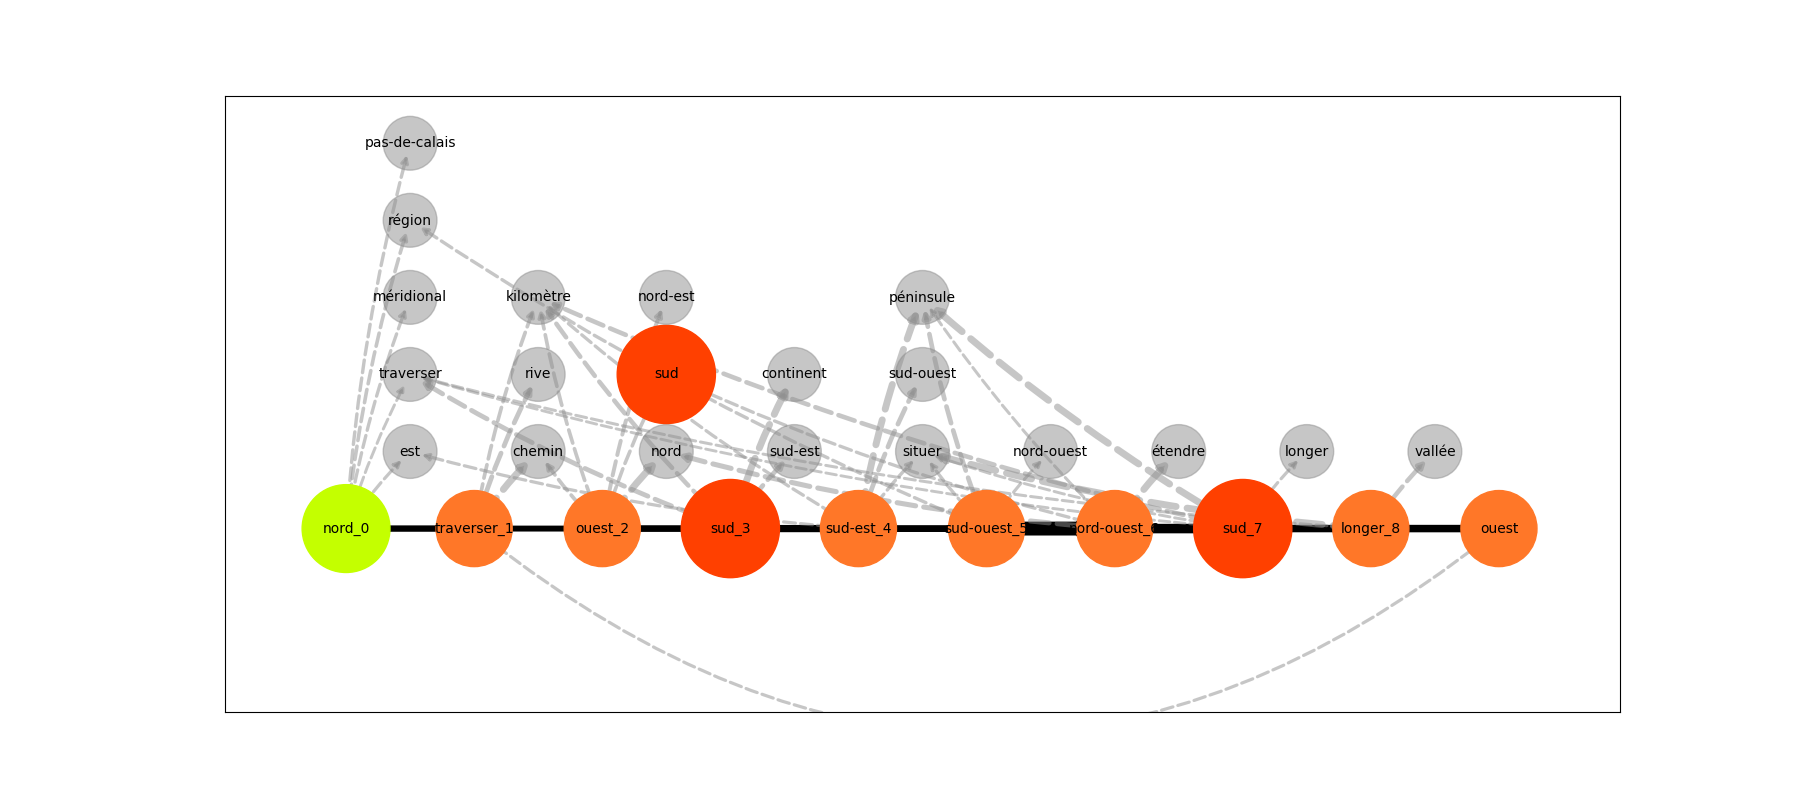 pas-de-calais
région
méridional kilomètre nord-est péninsule
traverser rive sud continent sud-ouest
est chemin nord sud-est situer nord-ouest étendre longer vallée
nord_0 traverser_1 ouest_2 sud_3 sud-est_4 sud-ouest_5 nord-ouest_6 sud_7 longer_8 ouest